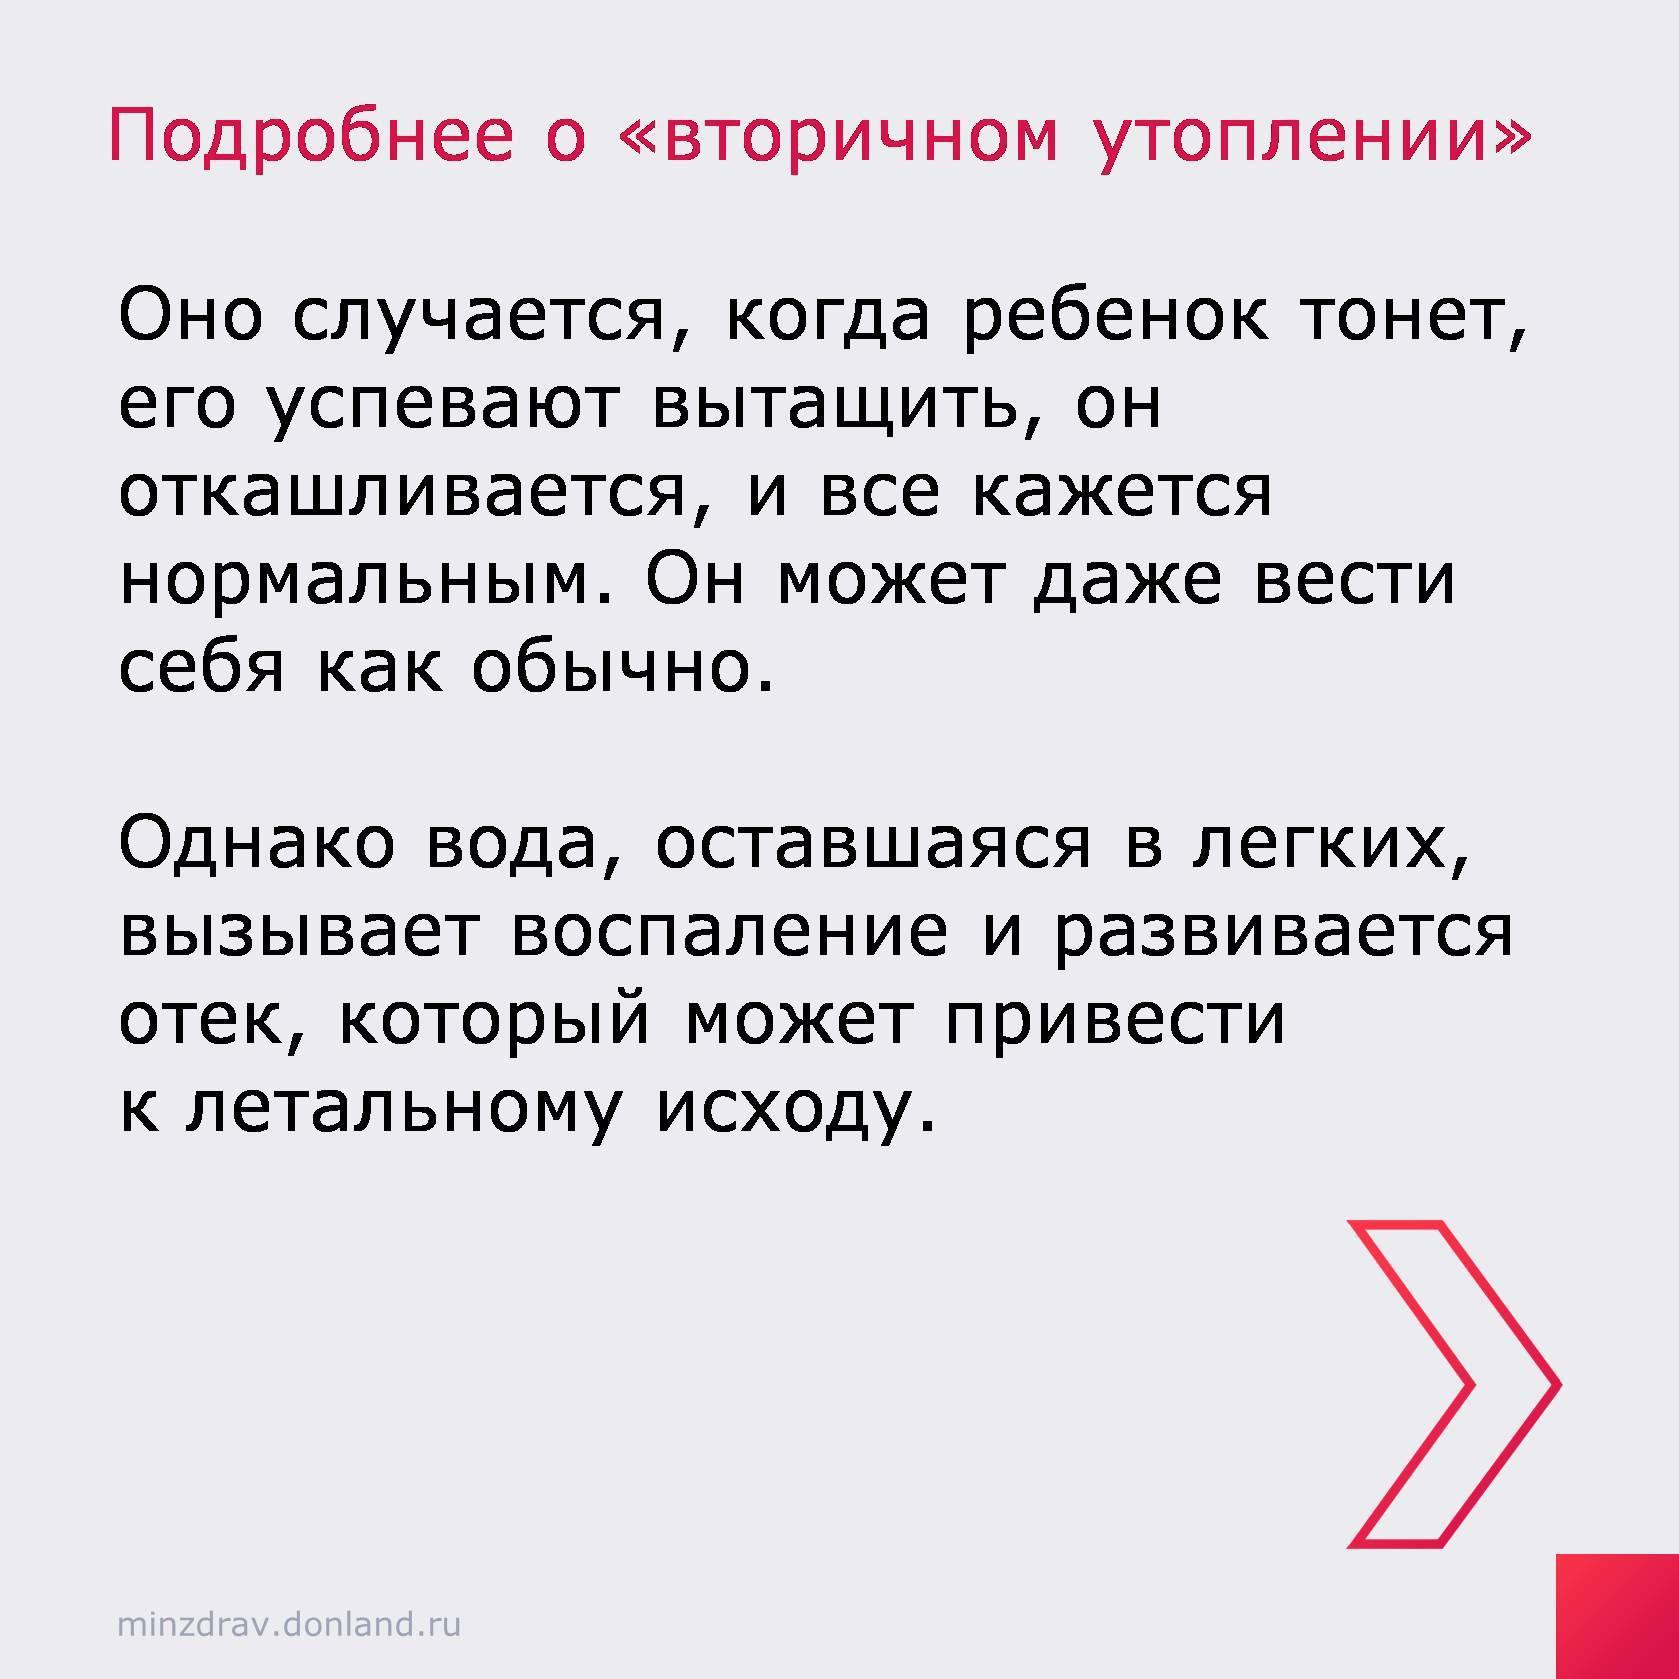 Подробнее о «вторичном утоплении»
Оно случается, когда ребенок тонет,
его успевают вытащить, он
откашливается, и все кажется
нормальным. Он может даже вести
себя как обычно.
Однако вода, оставшаяся в легких,
вызывает воспаление и развивается
отек, который может привести
к летальному исходу.
minzdrav.donland.ru